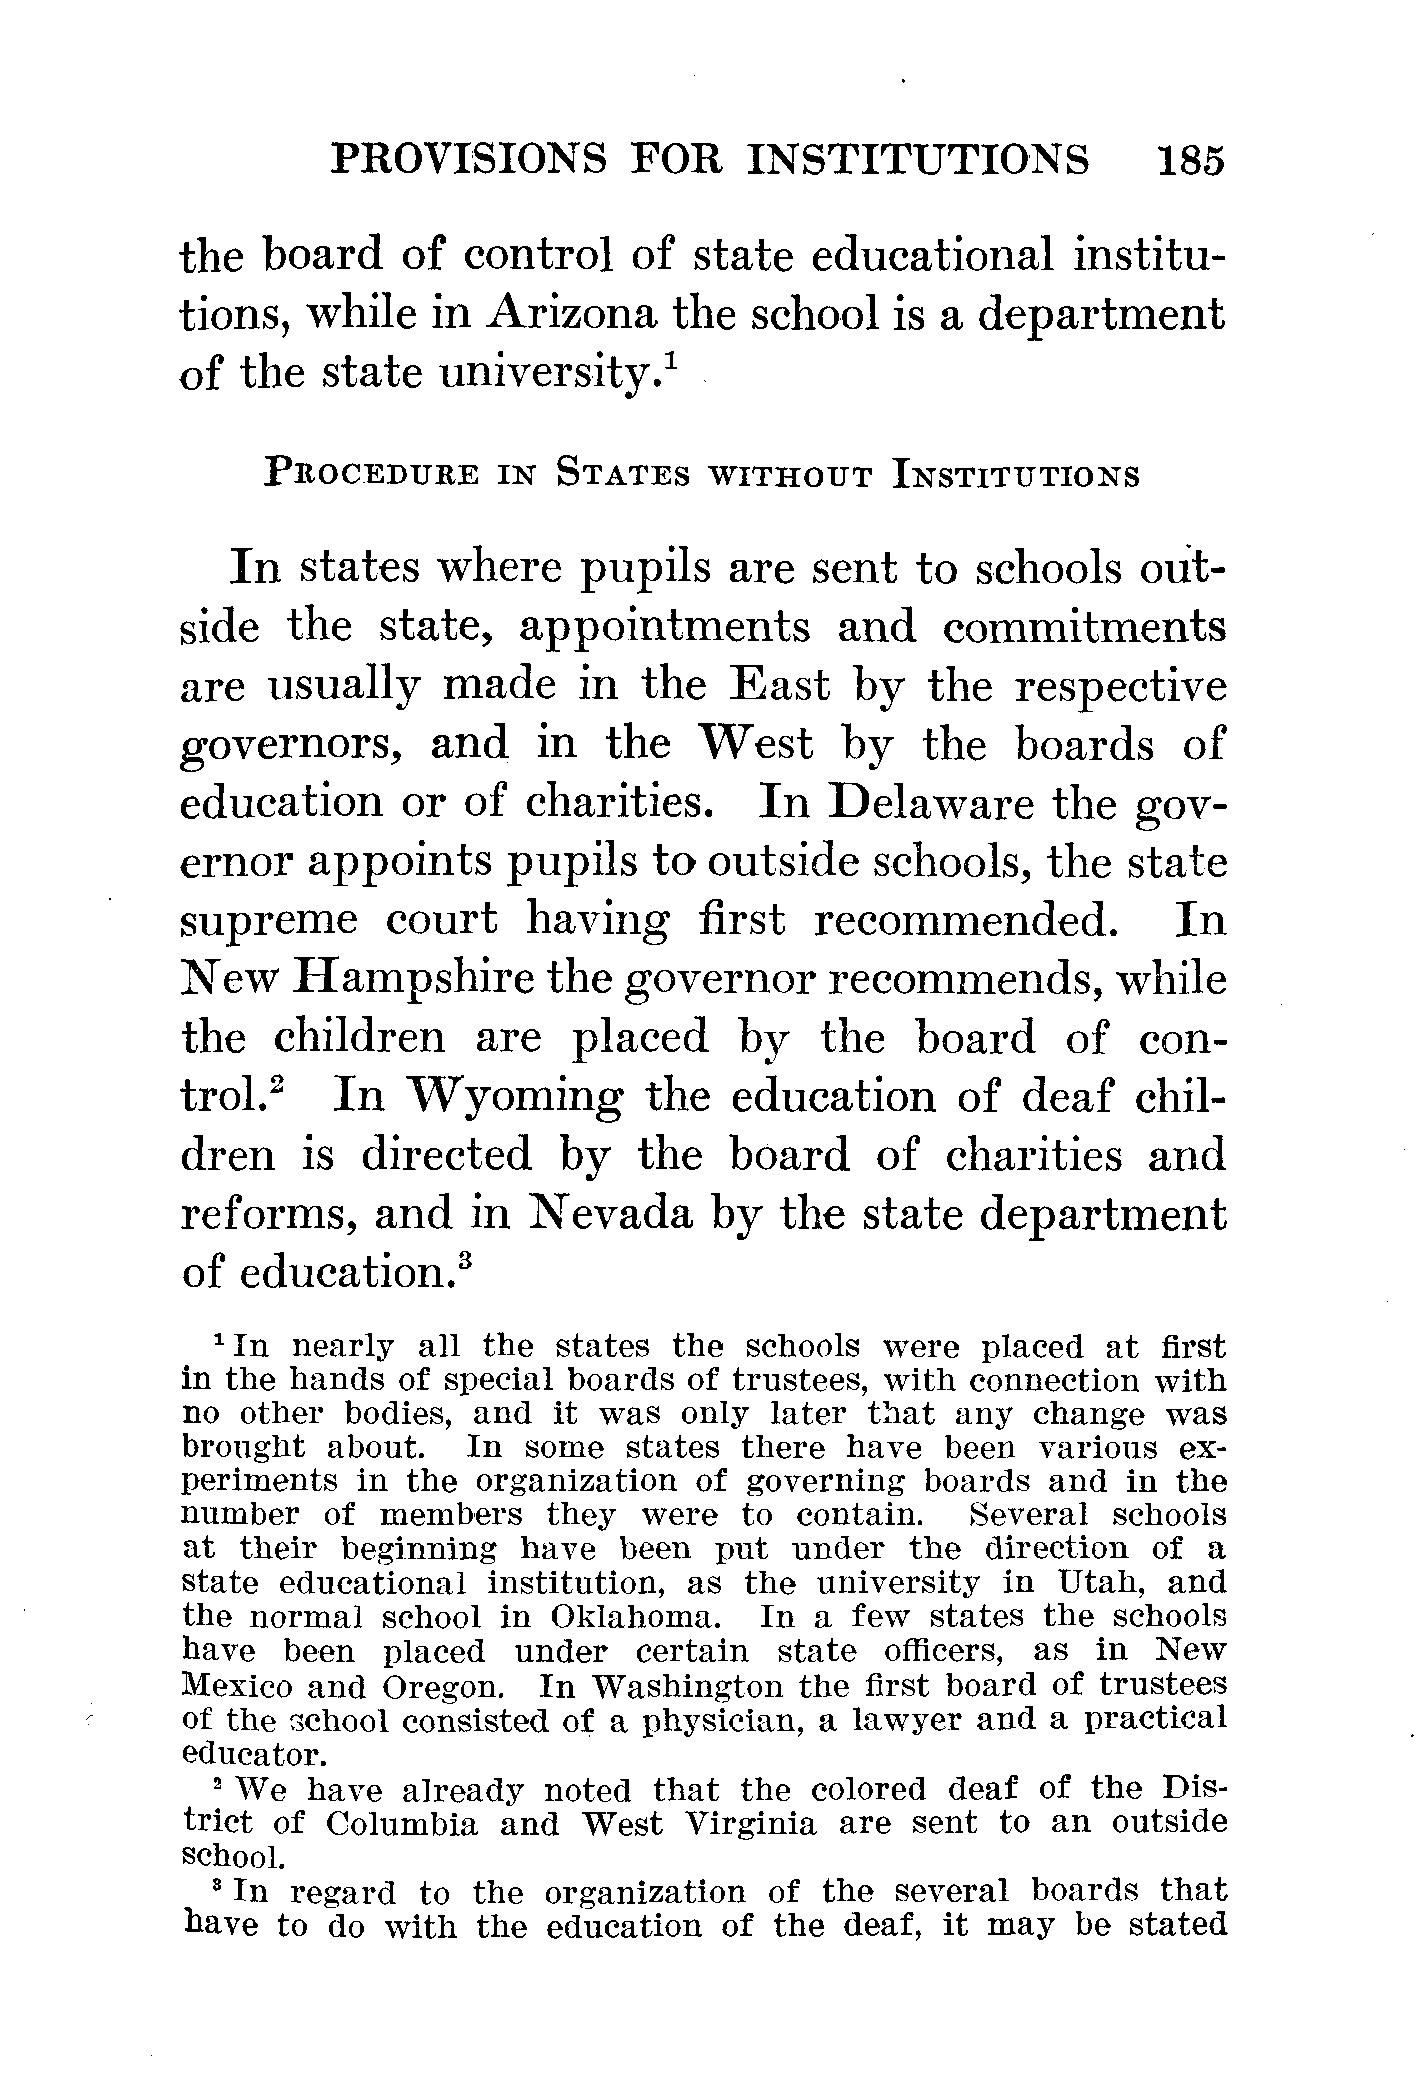 PROVISIONS FOR INSTITUTIONS 185
the board of control of state educational institu-
tions, while in Arizona the school is a department
of the state university.¹
PROCEDURE IN STATES WITHOUT INSTITUTIONS
In states where pupils are sent to schools out-
side the state, appointments and commitments
are usually made in the East by the respective
governors, and in the West by the boards of
education or of charities. In Delaware the gov-
ernor appoints pupils to outside schools, the state
supreme court having first recommended. In
New Hampshire the governor recommends, while
the children are placed by the board of con-
trol.² In Wyoming the education of deaf chil-
dren is directed by the board of charities and
reforms, and in Nevada by the state department
of education.³
¹ In nearly all the states the schools were placed at first
in the hands of special boards of trustees, with connection with
no other bodies, and it was only later that any change was
brought about. In some states there have been various ex-
periments in the organization of governing boards and in the
number of members they were to contain. Several schools
at their beginning have been put under the direction of a
state educational institution, as the university in Utah, and
the normal school in Oklahoma. In a few states the schools
have been placed under certain state officers, as in New
Mexico and Oregon. In Washington the first board of trustees
of the school consisted of a physician, a lawyer and a practical
educator.
² We have already noted that the colored deaf of the Dis-
trict of Columbia and West Virginia are sent to an outside
school.
³ In regard to the organization of the several boards that
have to do with the education of the deaf, it may be stated